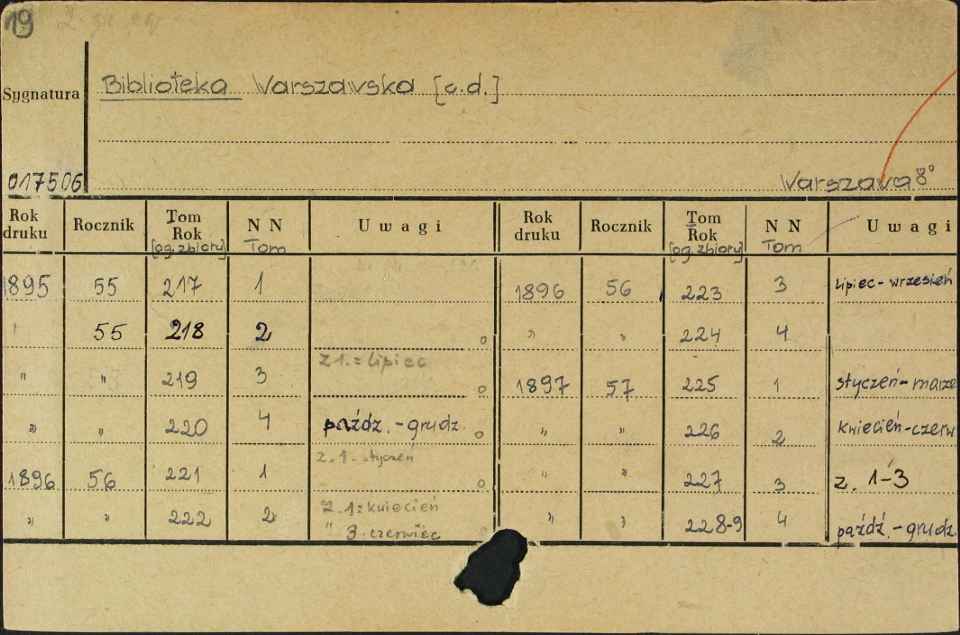 19
Biblioteka Warszawska [c.d.]
Sygnatura
017506
Warszawa 8°
Rok druku Rocznik Tom Rok [og. zbioru] N N Tom Uwagi Rok druku Rocznik Tom Rok [og. zbioru] N N Tom Uwagi
1895 55 217 1 1896 56 223 3 lipiec-wrzesień
" 55 218 2 " " 224 4
" " 219 3 z 1.= lipiec 1897 57 225 1 styczeń-marze
" " 220 4 paźdz.-grudz. " " 226 2 kwiecień-czerw
1896 56 221 1 z. 1-styczeń " " 227 3 z. 1-3
" " 222 2 z. 1= kwiecień " " 228-9 4 paźdź.-grudz.
" 3-czerwiec